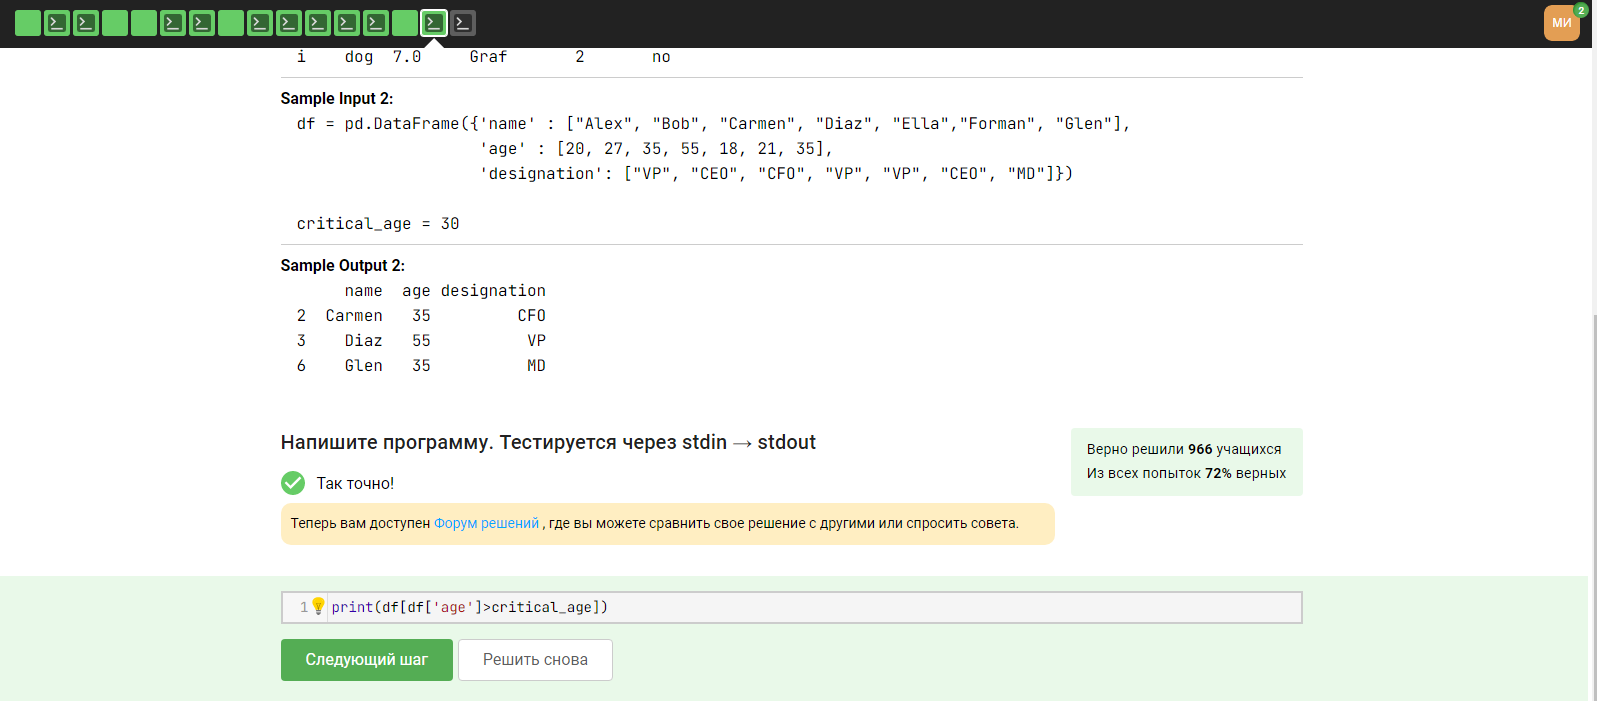 МИ
2
i    dog  7.0     Graf       2       no
Sample Input 2:
df = pd.DataFrame({'name' : ["Alex", "Bob", "Carmen", "Diaz", "Ella","Forman", "Glen"],
                   'age' : [20, 27, 35, 55, 18, 21, 35],
                   'designation': ["VP", "CEO", "CFO", "VP", "VP", "CEO", "MD"]})
critical_age = 30
Sample Output 2:
     name  age designation
2  Carmen   35         CFO
3    Diaz   55          VP
6    Glen   35          MD
Напишите программу. Тестируется через stdin → stdout
Верно решили 966 учащихся
Из всех попыток 72% верных
Так точно!
Теперь вам доступен Форум решений , где вы можете сравнить свое решение с другими или спросить совета.
1 print(df[df['age']>critical_age])
Следующий шаг
Решить снова